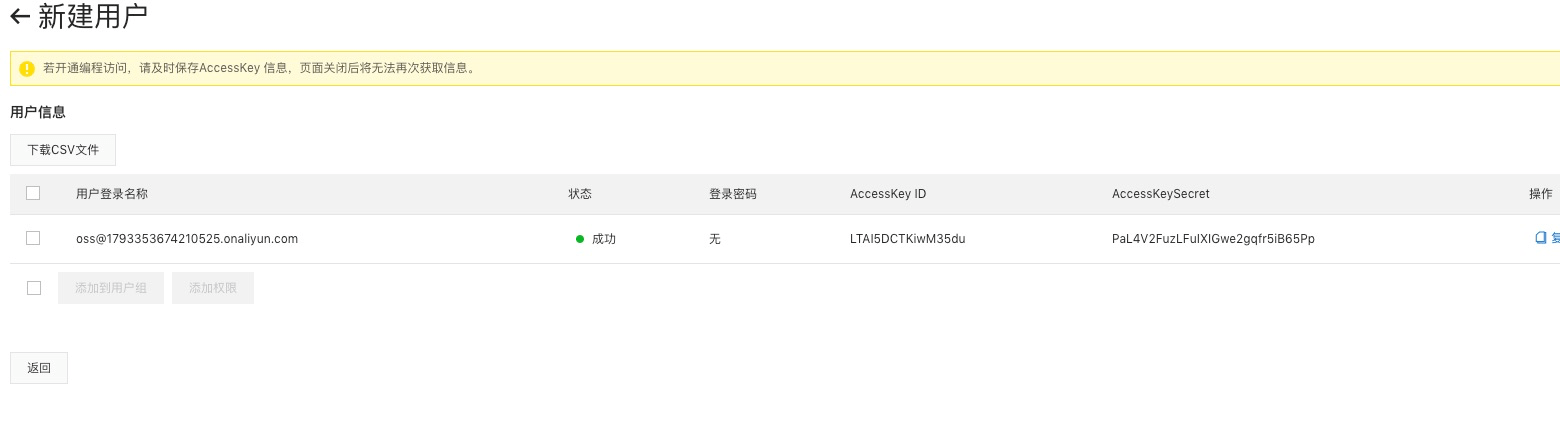 新建用户
若开通编程访问，请及时保存AccessKey 信息，页面关闭后将无法再次获取信息。
用户信息
下载CSV文件
用户登录名称 状态 登录密码 AccessKey ID AccessKeySecret 操作
oss@1793353674210525.onaliyun.com 成功 无 LTAI5DCTKiwM35du PaL4V2FuzLFuIXIGwe2gqfr5iB65Pp
添加到用户组 添加权限
返回